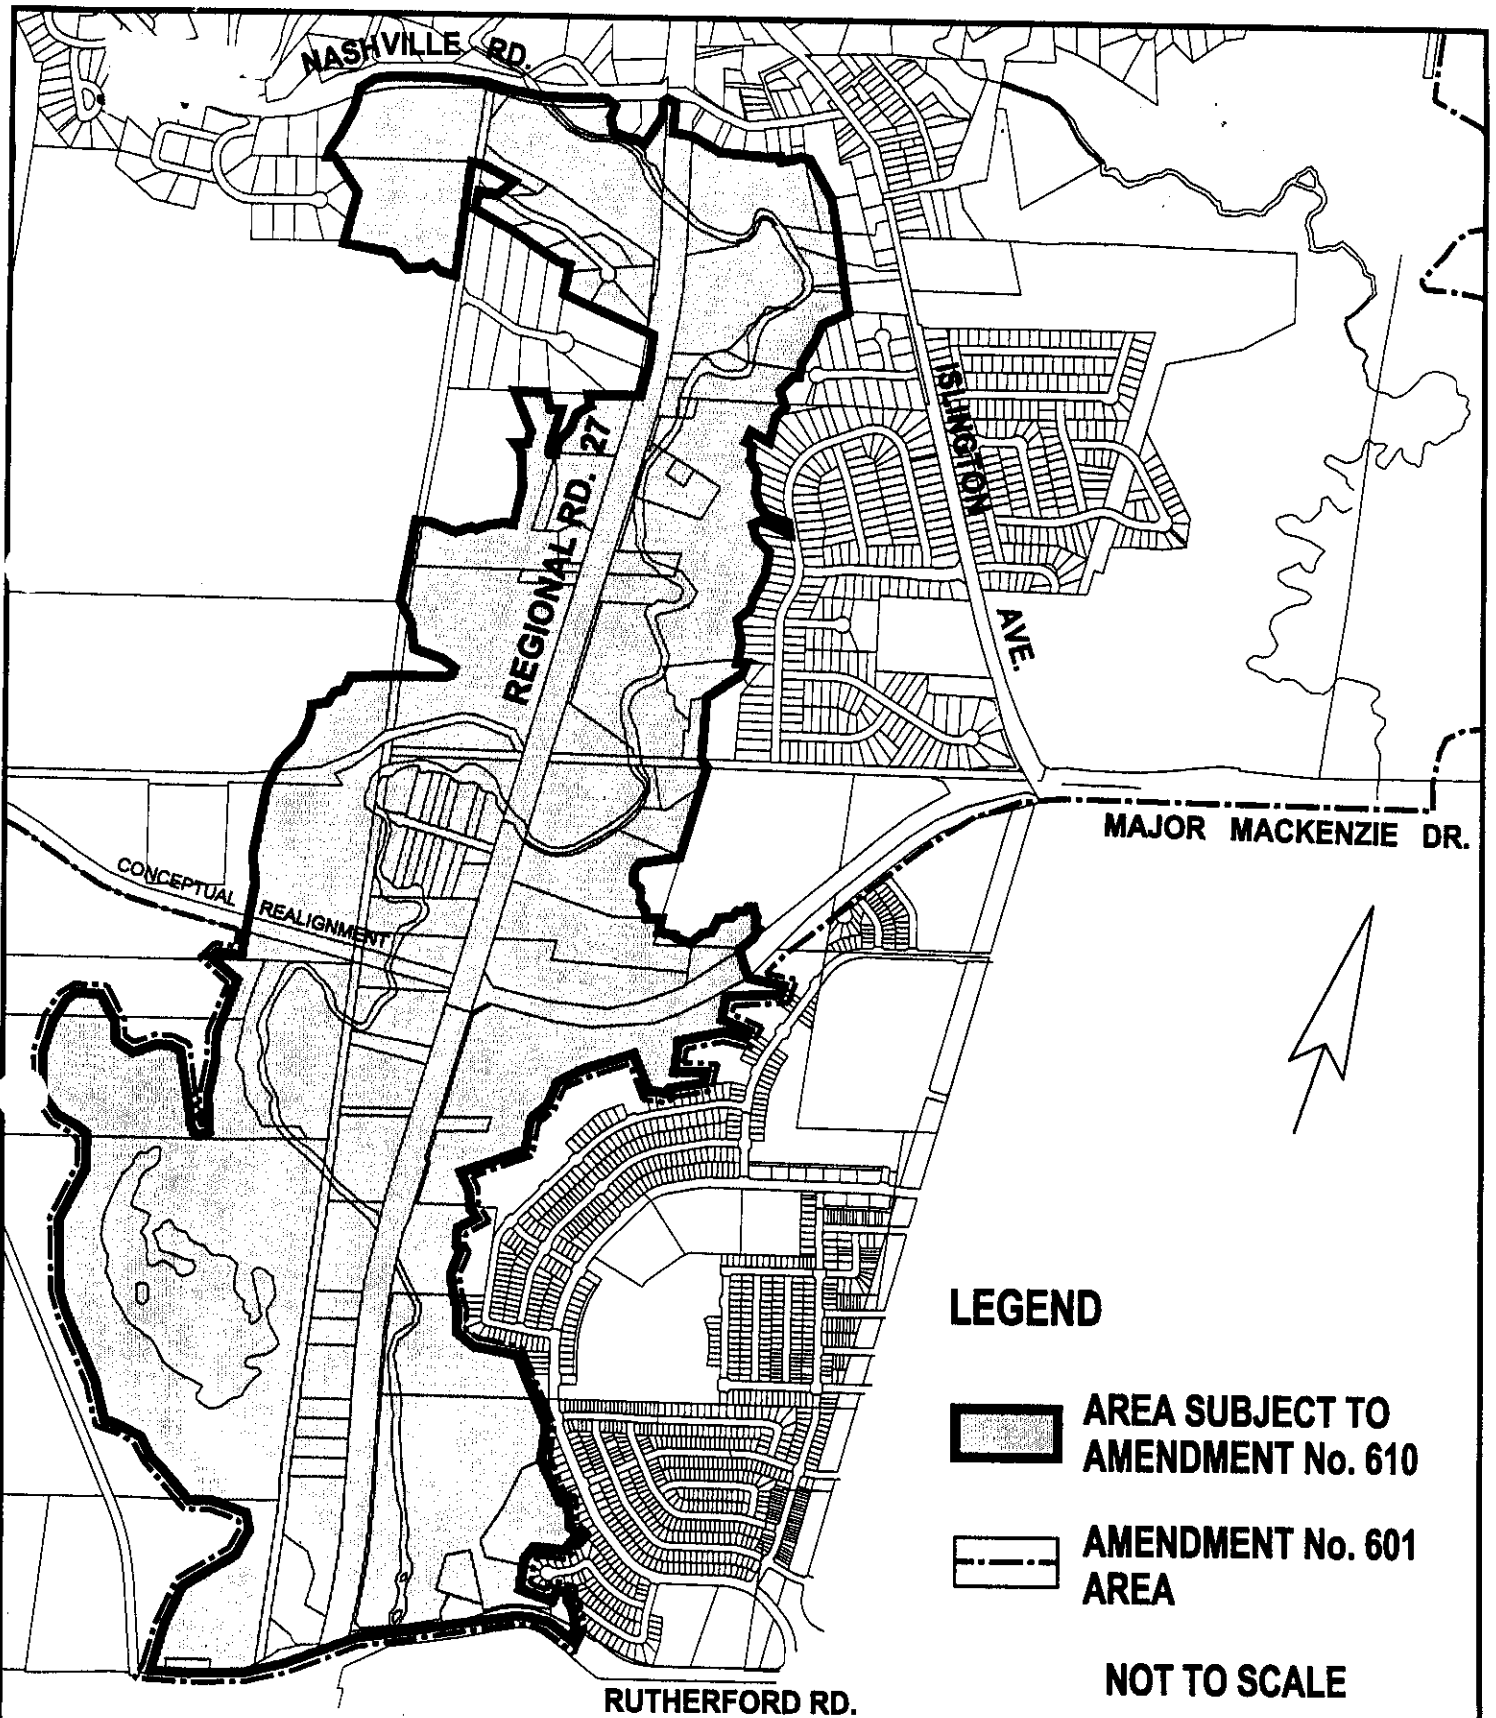 NASHVILLE RD.
ISLINGTON
REGIONAL RD. 27
AVE.
MAJOR MACKENZIE DR.
CONCEPTUAL REALIGNMENT
LEGEND
AREA SUBJECT TO
AMENDMENT No. 610
AMENDMENT No. 601
AREA
NOT TO SCALE
RUTHERFORD RD.